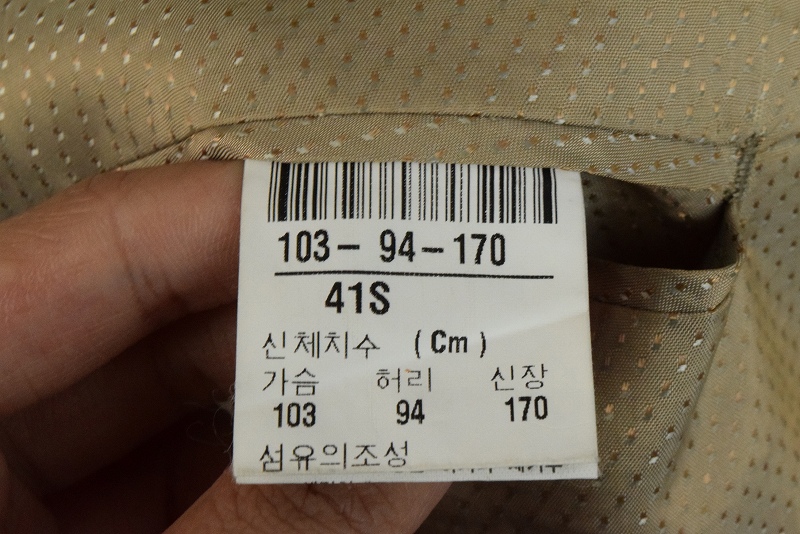 103- 94-170
41S
신체치수 (Cm)
가슴 허리 신장
103 94 170
섬유의조성